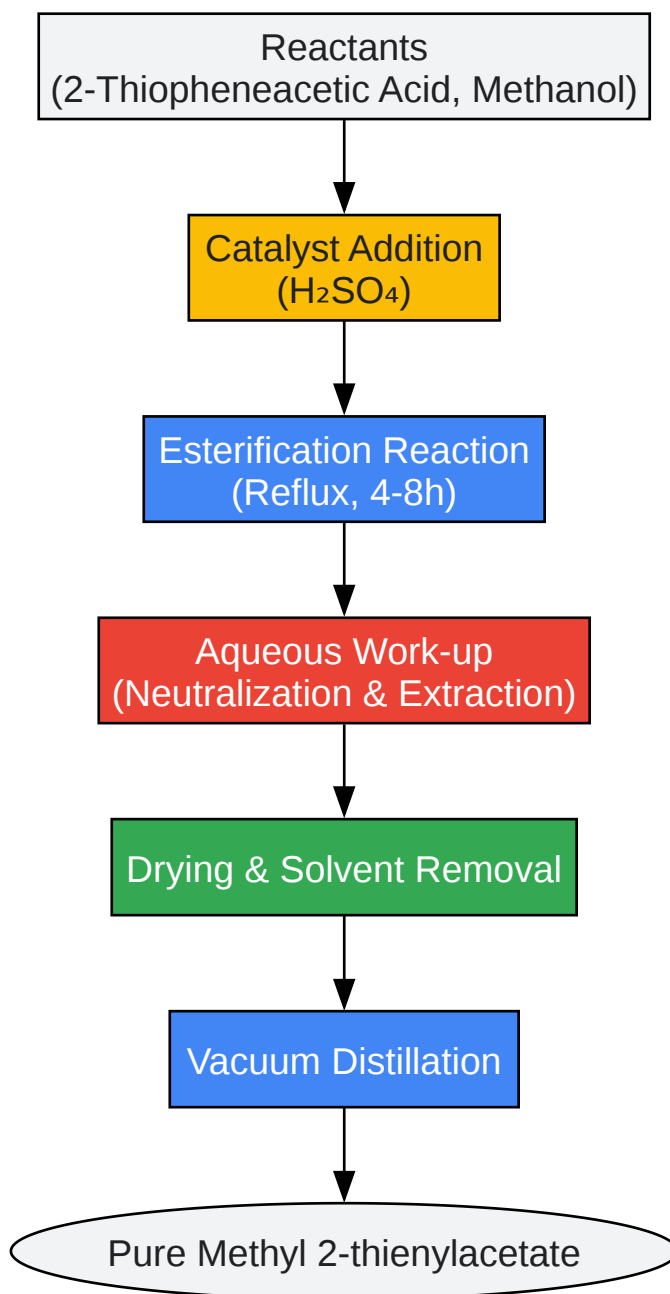 Reactants
(2-Thiopheneacetic Acid, Methanol)
Catalyst Addition
(H₂SO₄)
Esterification Reaction
(Reflux, 4-8h)
Aqueous Work-up
(Neutralization & Extraction)
Drying & Solvent Removal
Vacuum Distillation
Pure Methyl 2-thienylacetate